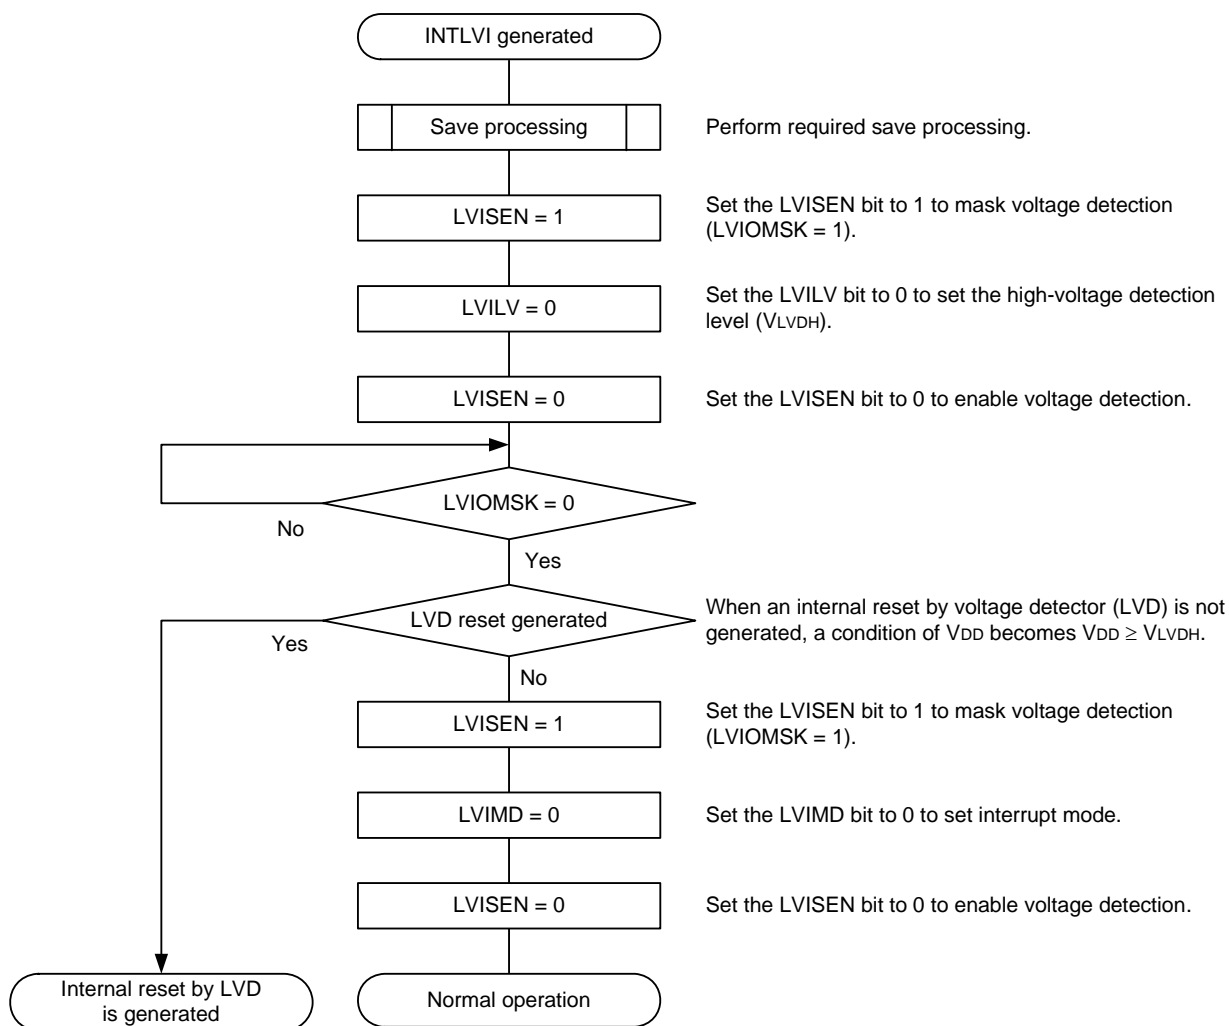 INTLVI generated
Save processing
Perform required save processing.
LVISEN = 1
Set the LVISEN bit to 1 to mask voltage detection
(LVIOMSK = 1).
LVILV = 0
Set the LVILV bit to 0 to set the high-voltage detection
level (VLVDH).
LVISEN = 0
Set the LVISEN bit to 0 to enable voltage detection.
LVIOMSK = 0
No
Yes
LVD reset generated
When an internal reset by voltage detector (LVD) is not
generated, a condition of VDD becomes VDD ≥ VLVDH.
Yes
No
LVISEN = 1
Set the LVISEN bit to 1 to mask voltage detection
(LVIOMSK = 1).
LVIMD = 0
Set the LVIMD bit to 0 to set interrupt mode.
LVISEN = 0
Set the LVISEN bit to 0 to enable voltage detection.
Internal reset by LVD
is generated
Normal operation